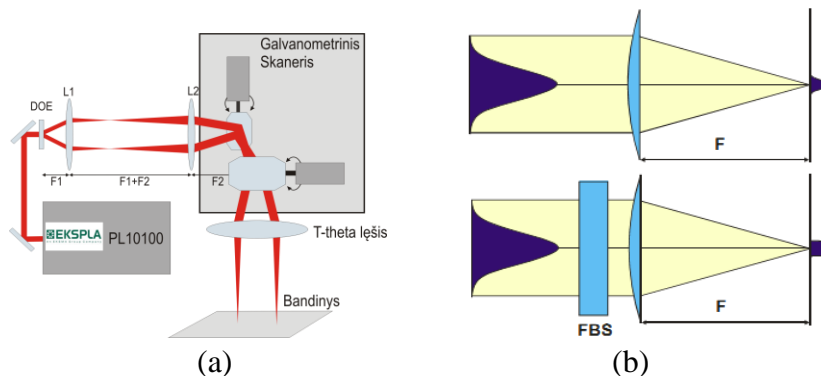 Galvanometrinis
Skaneris
DOE
L1
L2
F1
F1+F2
F2
EKSPLA
PL10100
T-theta lęšis
Bandinys
(a)
F
FBS
F
(b)